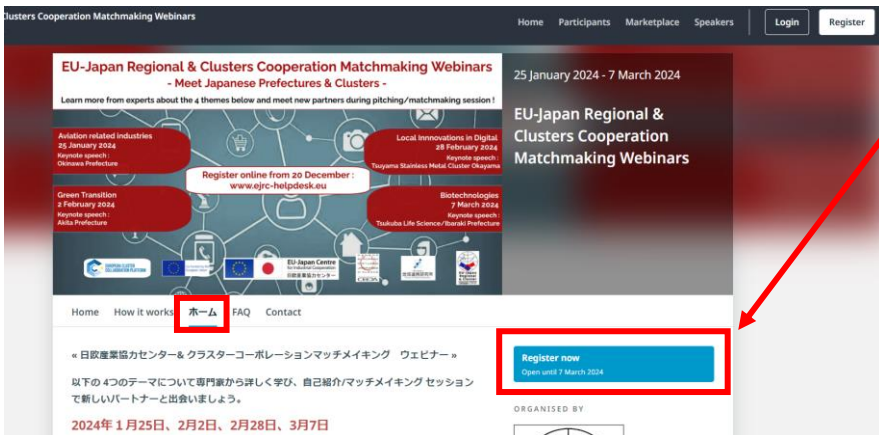 Clusters Cooperation Matchmaking Webinars
Home Participants Marketplace Speakers Login Register
EU-Japan Regional & Clusters Cooperation Matchmaking Webinars
- Meet Japanese Prefectures & Clusters -
Learn more from experts about the 4 themes below and meet new partners during pitching/matchmaking session !
Aviation related industries
25 January 2024
Keynote speech :
Okinawa Prefecture
Local Innnovations in Digital
28 February 2024
Keynote speech :
Tsuyama Stainless Metal Cluster Okayama
Register online from 20 December :
www.ejrc-helpdesk.eu
Green Transition
2 February 2024
Keynote speech :
Akita Prefecture
Biotechnologies
7 March 2024
Keynote speech :
Tsukuba Life Science/Ibaraki Prefecture
EUROPEAN CLUSTER
COLLABORATION PLATFORM
EU-Japan Centre
for Industrial Cooperation
日欧産業協力センター
25 January 2024 - 7 March 2024
EU-Japan Regional &
Clusters Cooperation
Matchmaking Webinars
Home How it works ホーム FAQ Contact
« 日欧産業協力センター& クラスターコーポレーションマッチメイキング ウェビナー »
以下の 4つのテーマについて専門家から詳しく学び、自己紹介/マッチメイキング セッション
で新しいパートナーと出会いましょう。
2024年 1月25日、2月2日、2月28日、3月7日
Register now
Open until 7 March 2024
ORGANISED BY